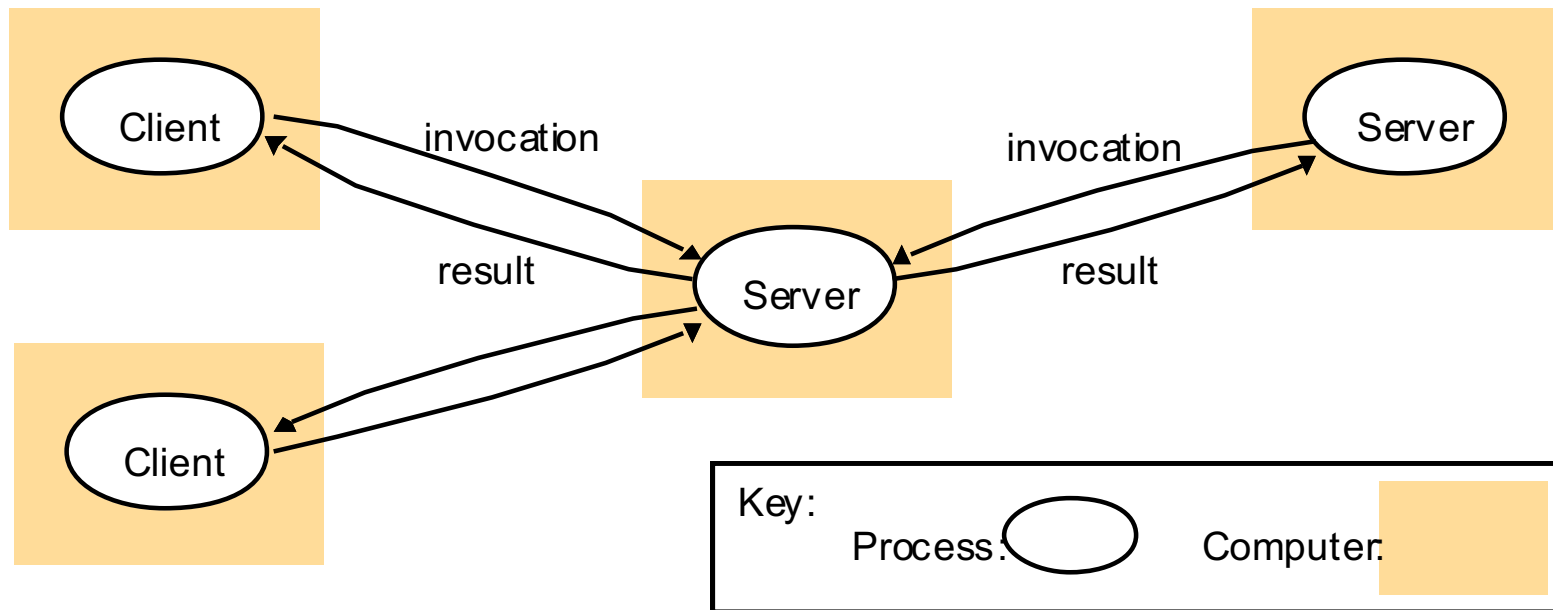 Client
invocation
result
Server
invocation
result
Server
Client
Key:
Process:
Computer: